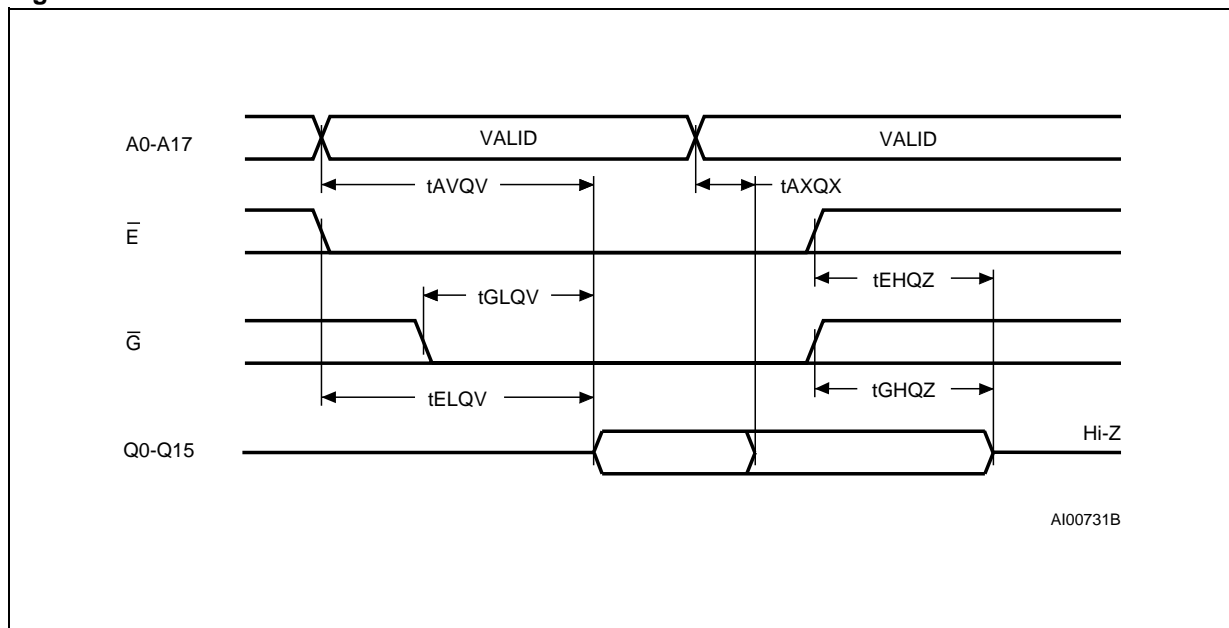 A0-A17
VALID
VALID
tAVQV
tAXQX
E̅
tEHQZ
tGLQV
G̅
tELQV
tGHQZ
Q0-Q15
Hi-Z
AI00731B